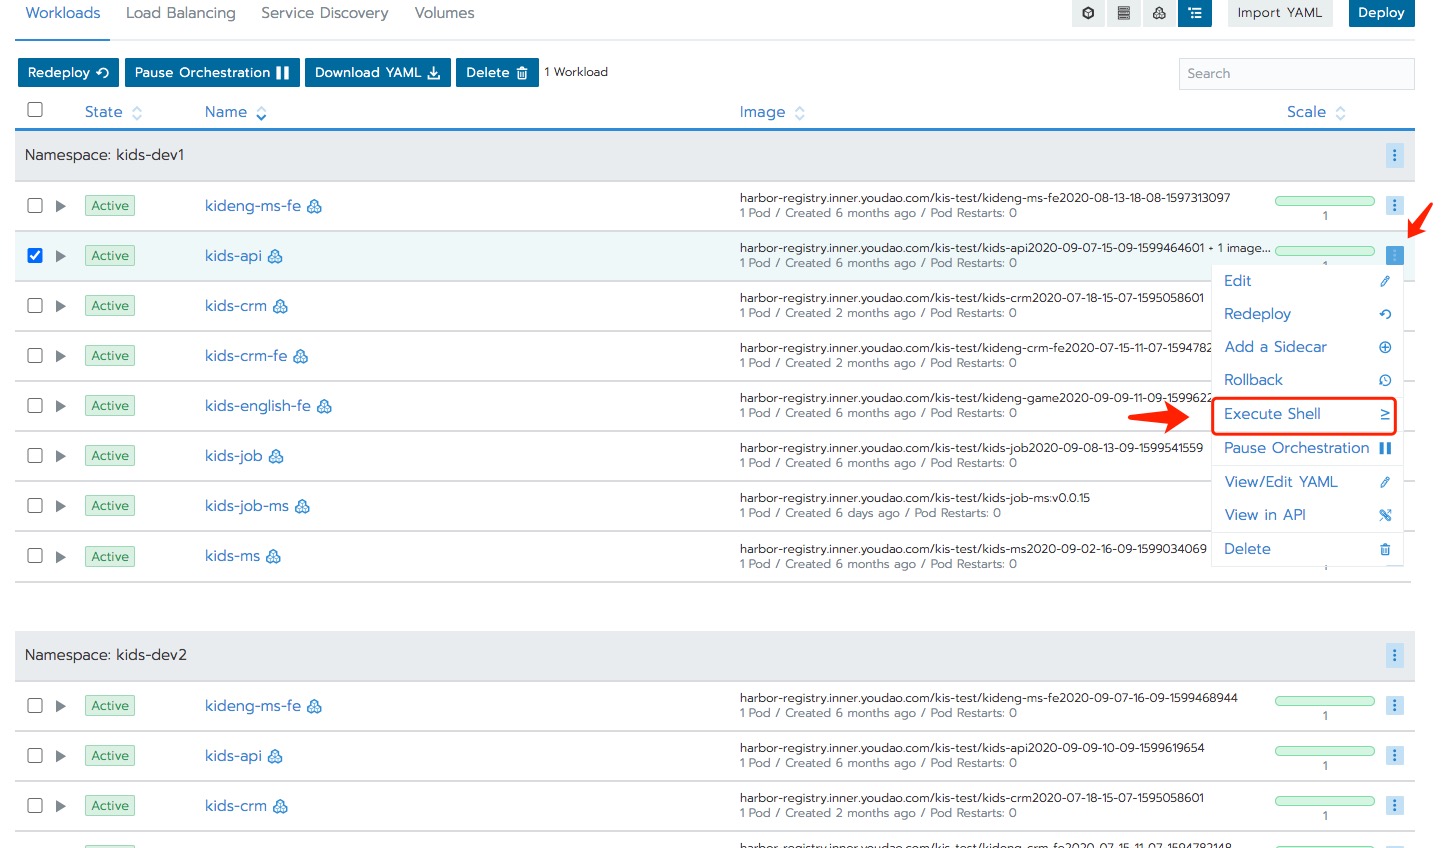 Workloads Load Balancing Service Discovery Volumes Import YAML Deploy
Redeploy Pause Orchestration Download YAML Delete 1 Workload Search
State Name Image Scale
Namespace: kids-dev1
Active kideng-ms-fe harbor-registry.inner.youdao.com/kis-test/kideng-ms-fe2020-08-13-18-08-1597313097
1 Pod / Created 6 months ago / Pod Restarts: 0 1
Active kids-api harbor-registry.inner.youdao.com/kis-test/kids-api2020-09-07-15-09-1599464601 + 1 image...
1 Pod / Created 6 months ago / Pod Restarts: 0
Active kids-crm harbor-registry.inner.youdao.com/kis-test/kids-crm2020-07-18-15-07-1595058601
1 Pod / Created 2 months ago / Pod Restarts: 0
Active kids-crm-fe harbor-registry.inner.youdao.com/kis-test/kideng-crm-fe2020-07-15-11-07-1594782
1 Pod / Created 2 months ago / Pod Restarts: 0
Active kids-english-fe harbor-registry.inner.youdao.com/kis-test/kideng-game2020-09-09-11-09-1599622
1 Pod / Created 6 months ago / Pod Restarts: 0
Active kids-job harbor-registry.inner.youdao.com/kis-test/kids-job2020-09-08-13-09-1599541559
1 Pod / Created 6 months ago / Pod Restarts: 0
Active kids-job-ms harbor-registry.inner.youdao.com/kis-test/kids-job-ms:v0.0.15
1 Pod / Created 6 days ago / Pod Restarts: 0
Active kids-ms harbor-registry.inner.youdao.com/kis-test/kids-ms2020-09-02-16-09-1599034069
1 Pod / Created 6 months ago / Pod Restarts: 0
Edit
Redeploy
Add a Sidecar
Rollback
Execute Shell
Pause Orchestration
View/Edit YAML
View in API
Delete
Namespace: kids-dev2
Active kideng-ms-fe harbor-registry.inner.youdao.com/kis-test/kideng-ms-fe2020-09-07-16-09-1599468944
1 Pod / Created 6 months ago / Pod Restarts: 0 1
Active kids-api harbor-registry.inner.youdao.com/kis-test/kids-api2020-09-09-10-09-1599619654
1 Pod / Created 6 months ago / Pod Restarts: 0 1
Active kids-crm harbor-registry.inner.youdao.com/kis-test/kids-crm2020-07-18-15-07-1595058601
1 Pod / Created 2 months ago / Pod Restarts: 0 1